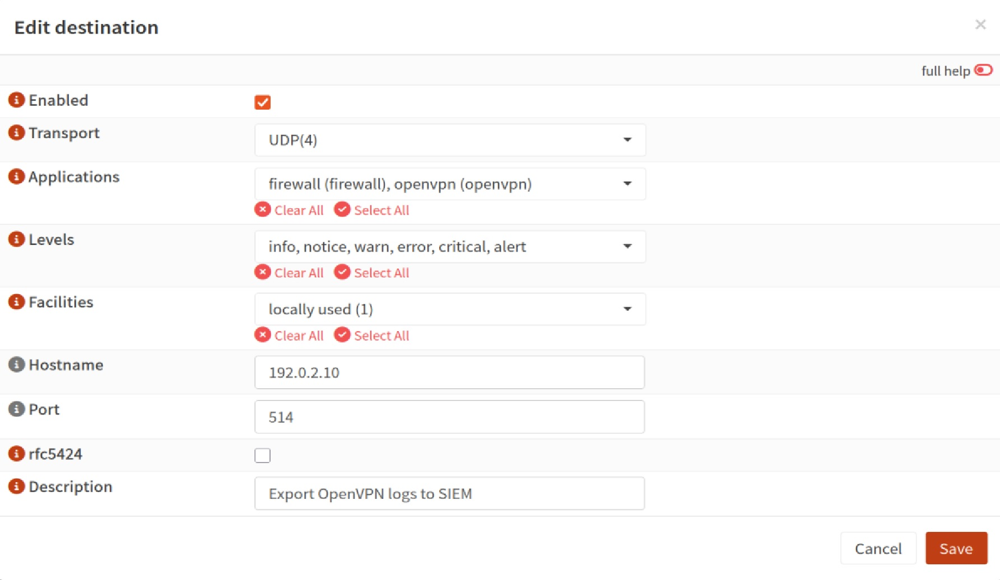 Edit destination
full help
Enabled
Transport
UDP(4)
Applications
firewall (firewall), openvpn (openvpn)
Clear All Select All
Levels
info, notice, warn, error, critical, alert
Clear All Select All
Facilities
locally used (1)
Clear All Select All
Hostname
192.0.2.10
Port
514
rfc5424
Description
Export OpenVPN logs to SIEM
Cancel Save